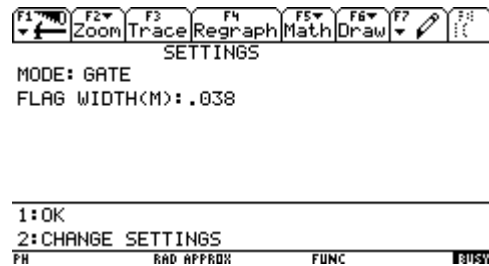 F1 F2 Zoom F3 Trace F4 Regraph F5 Math F6 Draw F7
SETTINGS
MODE: GATE
FLAG WIDTH(M):.038
1:OK
2:CHANGE SETTINGS
PH RAD APPROX FUNC BUSY